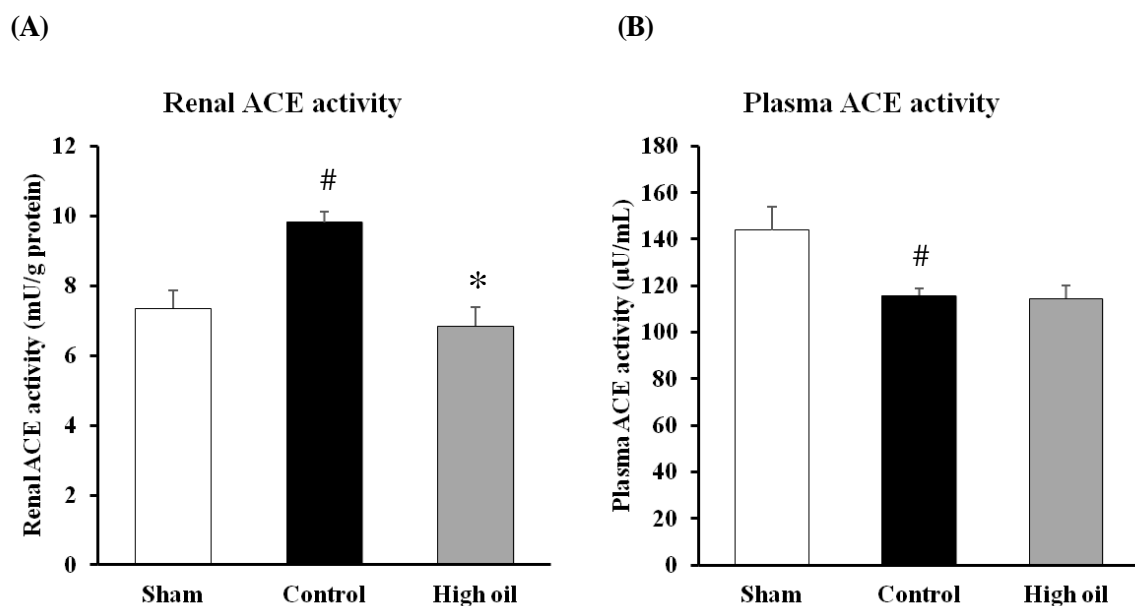 (A)
Renal ACE activity
Renal ACE activity (mU/g protein)
12
10
8
6
4
2
0
#
*
Sham Control High oil
(B)
Plasma ACE activity
Plasma ACE activity (μU/mL)
180
160
140
120
100
80
60
40
20
0
#
Sham Control High oil